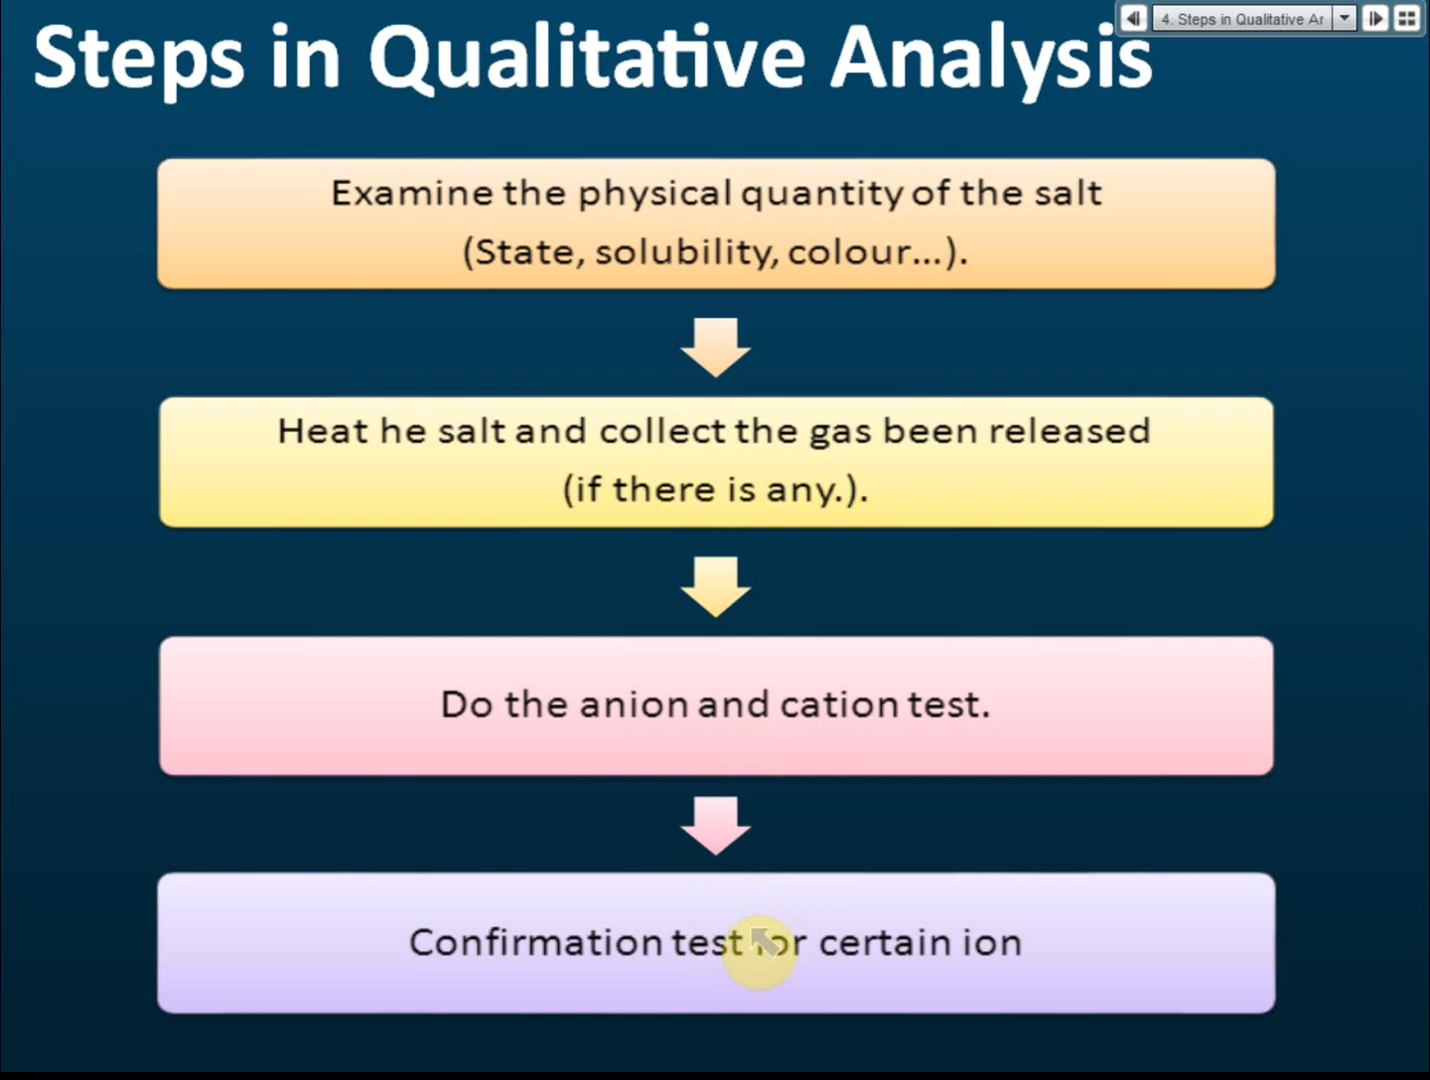 Steps in Qualitative Analysis
4. Steps in Qualitative Ar
Examine the physical quantity of the salt
(State, solubility, colour...).
Heat he salt and collect the gas been released
(if there is any.).
Do the anion and cation test.
Confirmation test for certain ion